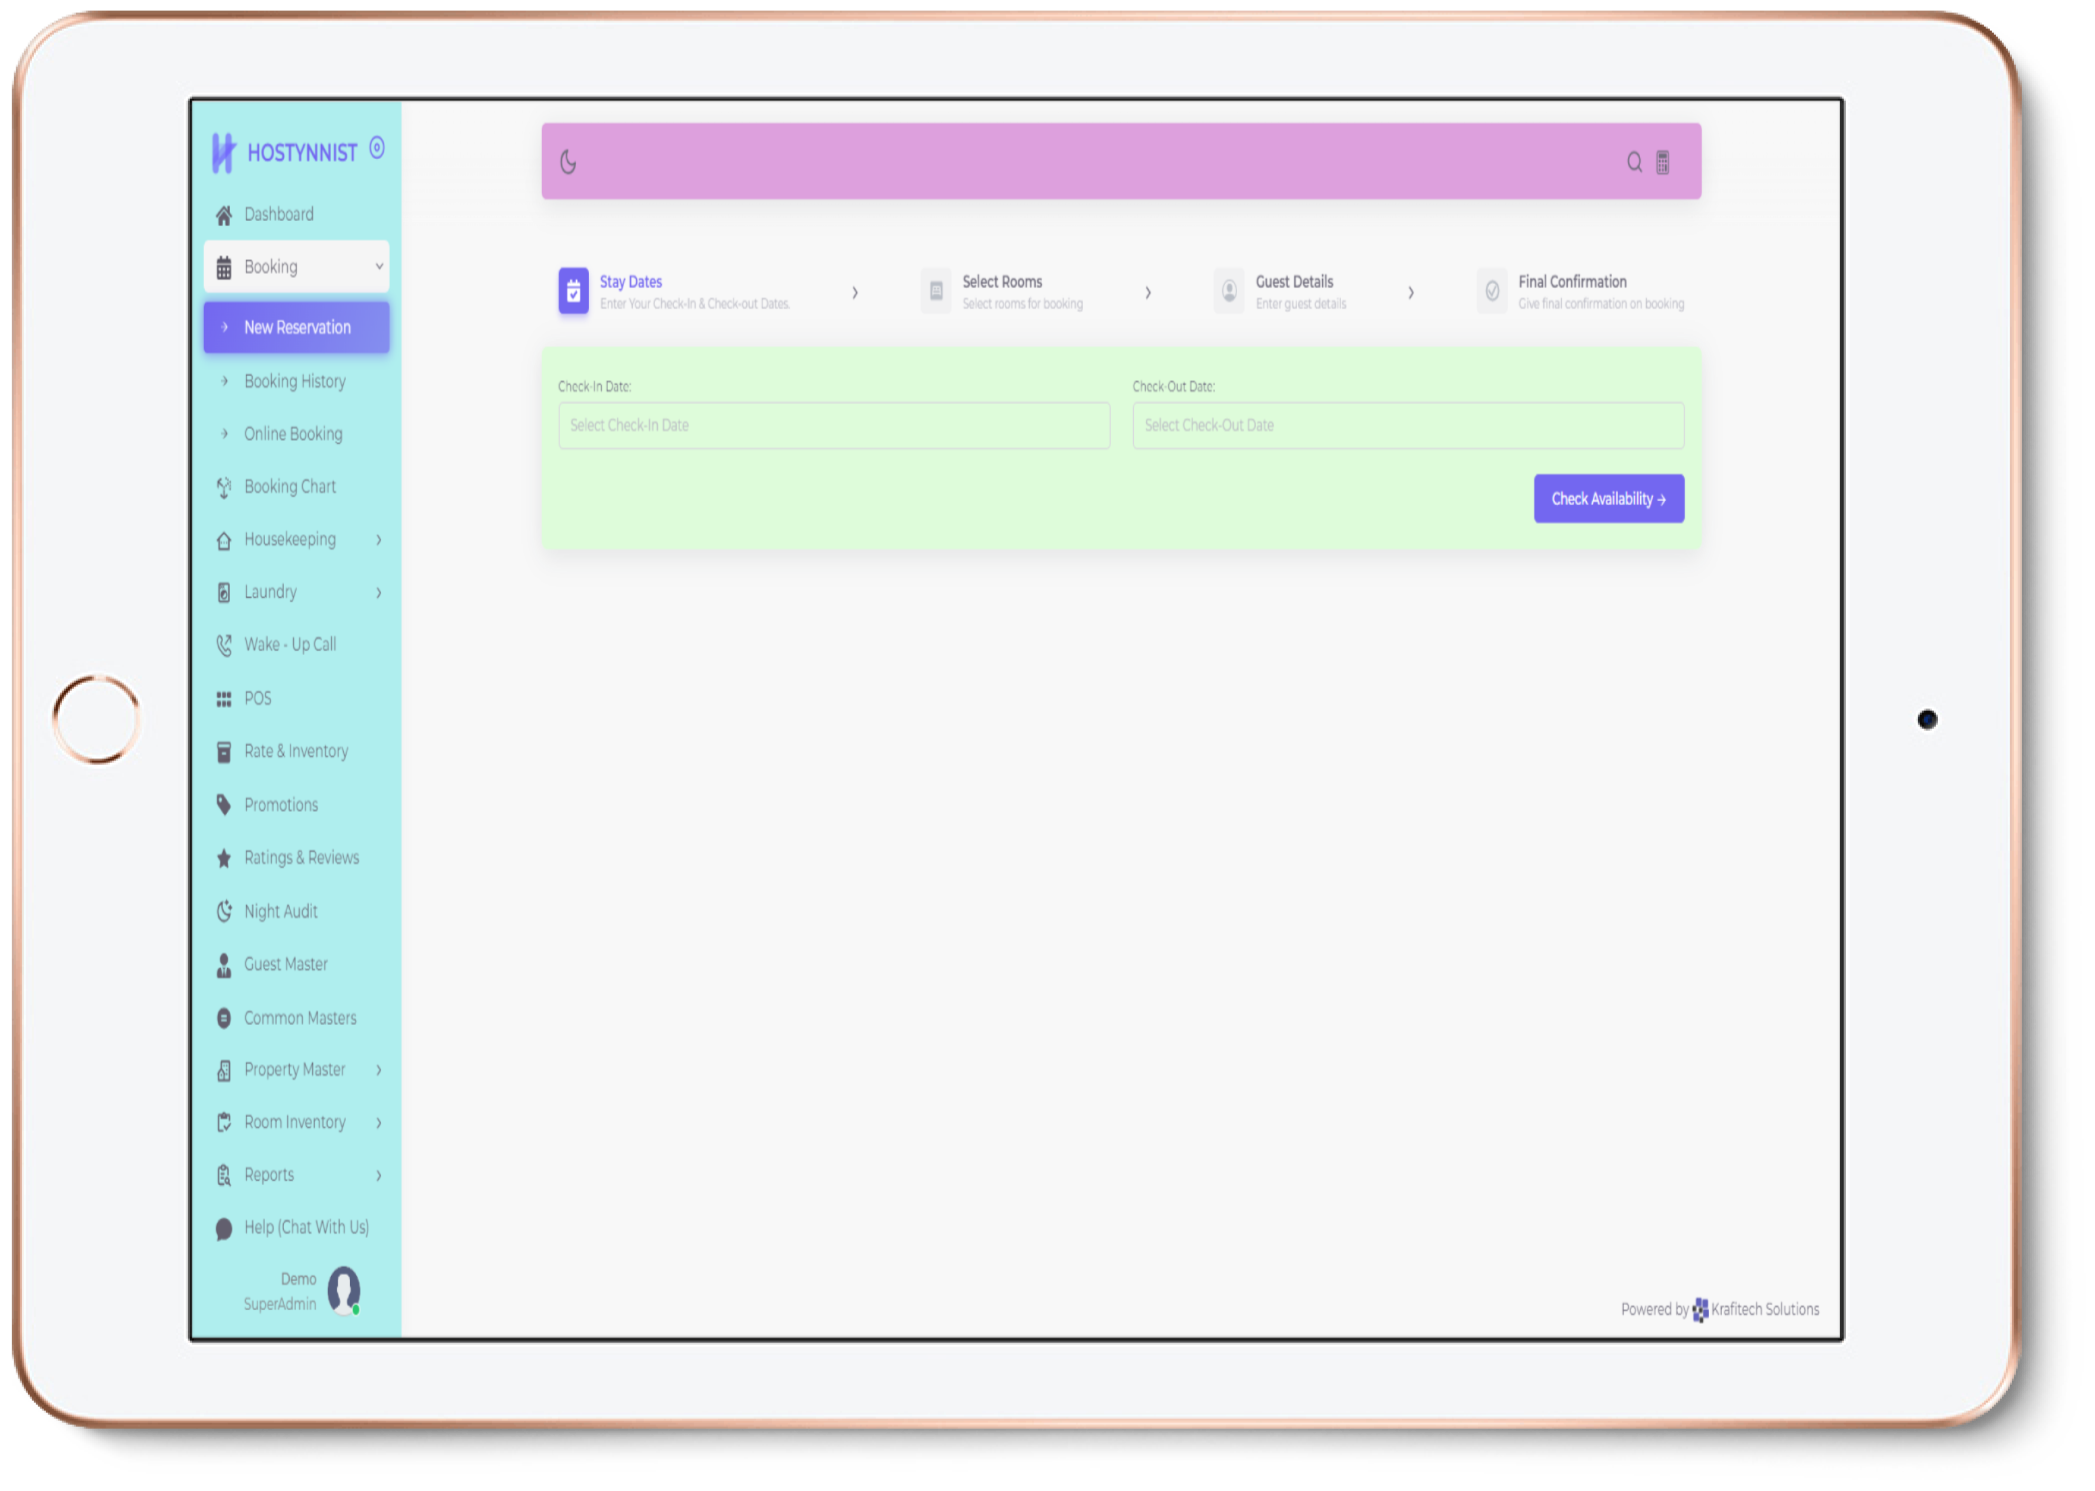 HOSTYNNIST
Dashboard
Booking
New Reservation
Booking History
Online Booking
Booking Chart
Housekeeping
Laundry
Wake - Up Call
POS
Rate & Inventory
Promotions
Ratings & Reviews
Night Audit
Guest Master
Common Masters
Property Master
Room Inventory
Reports
Help (Chat With Us)
Demo
SuperAdmin
Stay Dates
Enter Your Check-In & Check-out Dates.
Select Rooms
Select rooms for booking
Guest Details
Enter guest details
Final Confirmation
Give final confirmation on booking
Check-In Date:
Select Check-In Date
Check-Out Date:
Select Check-Out Date
Check Availability →
Powered by Krafitech Solutions